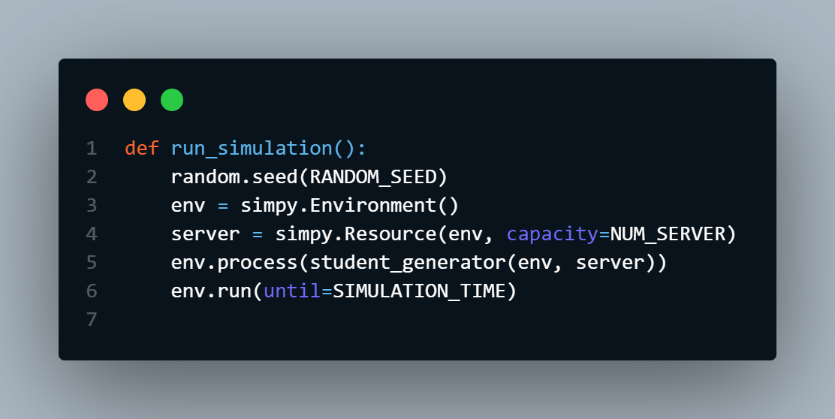 1 def run_simulation():
2     random.seed(RANDOM_SEED)
3     env = simpy.Environment()
4     server = simpy.Resource(env, capacity=NUM_SERVER)
5     env.process(student_generator(env, server))
6     env.run(until=SIMULATION_TIME)
7